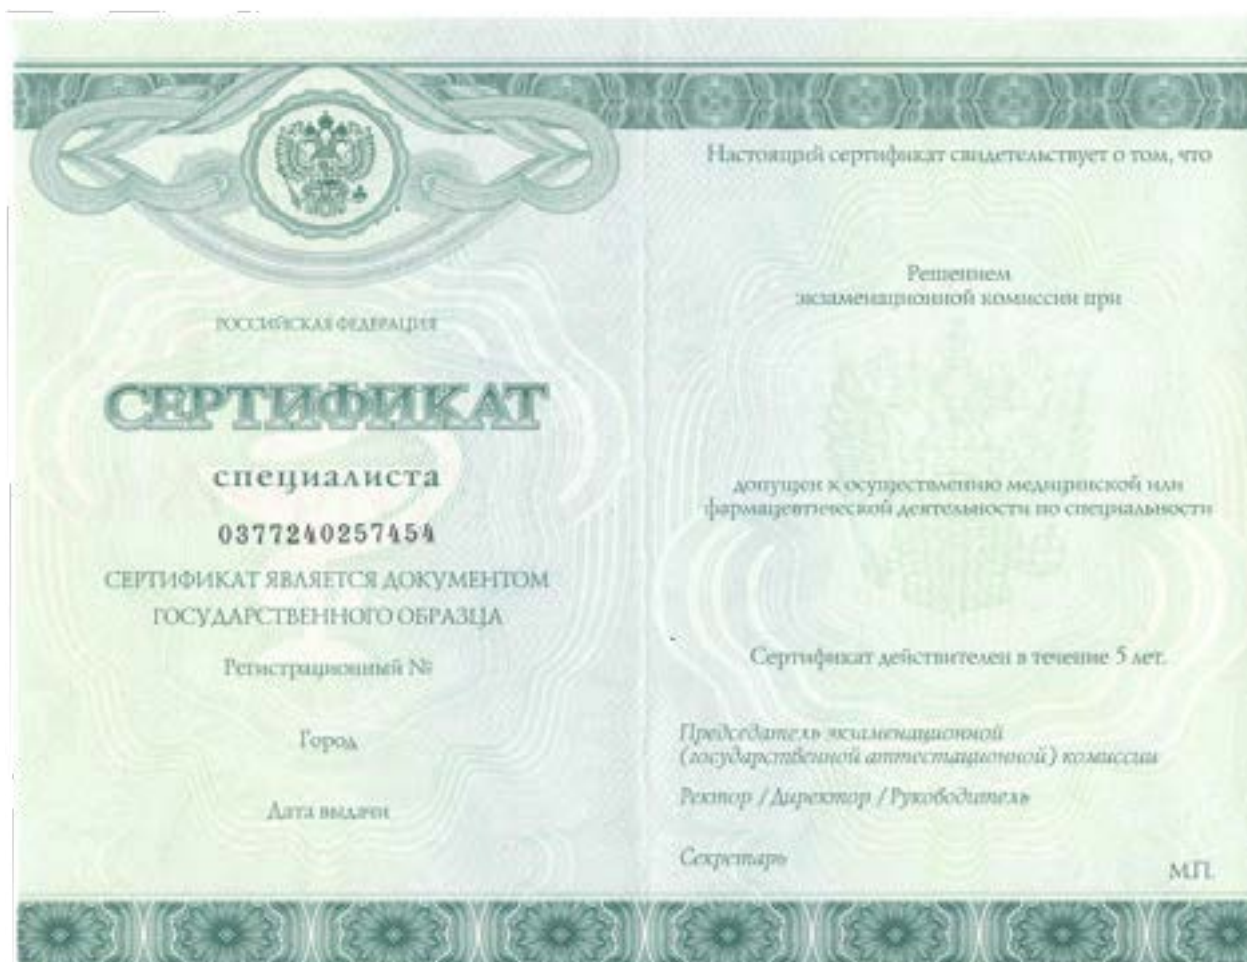 РОССИЙСКАЯ ФЕДЕРАЦИЯ
СЕРТИФИКАТ
специалиста
0377240257454
СЕРТИФИКАТ ЯВЛЯЕТСЯ ДОКУМЕНТОМ
ГОСУДАРСТВЕННОГО ОБРАЗЦА
Регистрационный №
Город
Дата выдачи
Настоящий сертификат свидетельствует о том, что
Решением
экзаменационной комиссии при
допущен к осуществлению медицинской или
фармацевтической деятельности по специальности
Сертификат действителен в течение 5 лет.
Председатель экзаменационной
(государственной аттестационной) комиссии
Ректор / Директор / Руководитель
Секретарь
М.П.